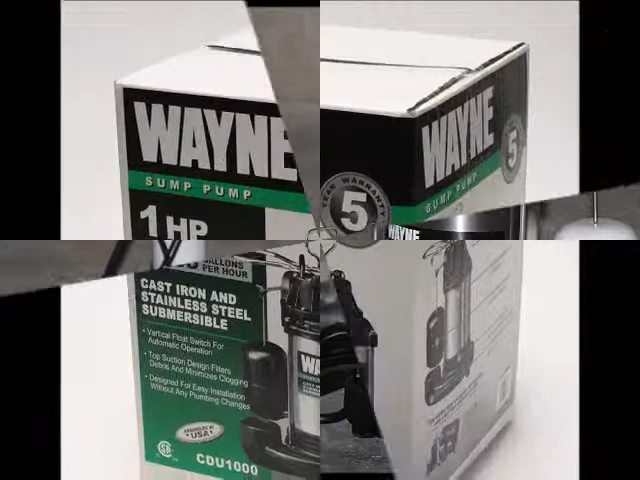 WAYNE
SUMP PUMP
1 HP
WAYNE
SUMP PUMP
5
YEAR WARRANTY
5
WAYNE
GALLONS
PER HOUR
CAST IRON AND
STAINLESS STEEL
SUBMERSIBLE
• Vertical Float Switch For
Automatic Operation
• Top Suction Design Filters
Debris And Minimizes Clogging
• Designed For Easy Installation
Without Any Plumbing Changes
ASSEMBLED IN
USA
CDU1000